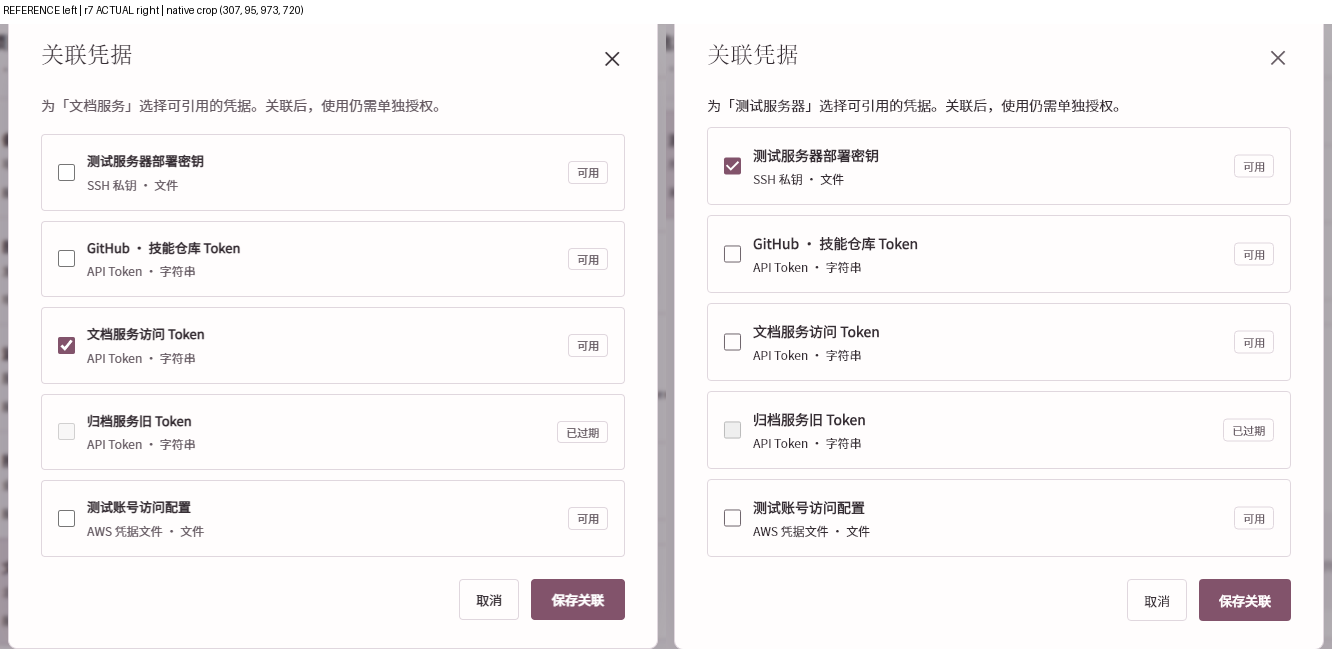 REFERENCE left | r7 ACTUAL right | native crop (307, 95, 973, 720)
关联凭据
为「文档服务」选择可引用的凭据。关联后，使用仍需单独授权。
测试服务器部署密钥
SSH 私钥 · 文件
可用
GitHub · 技能仓库 Token
API Token · 字符串
可用
文档服务访问 Token
API Token · 字符串
可用
归档服务旧 Token
API Token · 字符串
已过期
测试账号访问配置
AWS 凭据文件 · 文件
可用
取消
保存关联
关联凭据
为「测试服务器」选择可引用的凭据。关联后，使用仍需单独授权。
测试服务器部署密钥
SSH 私钥 · 文件
可用
GitHub · 技能仓库 Token
API Token · 字符串
可用
文档服务访问 Token
API Token · 字符串
可用
归档服务旧 Token
API Token · 字符串
已过期
测试账号访问配置
AWS 凭据文件 · 文件
可用
取消
保存关联